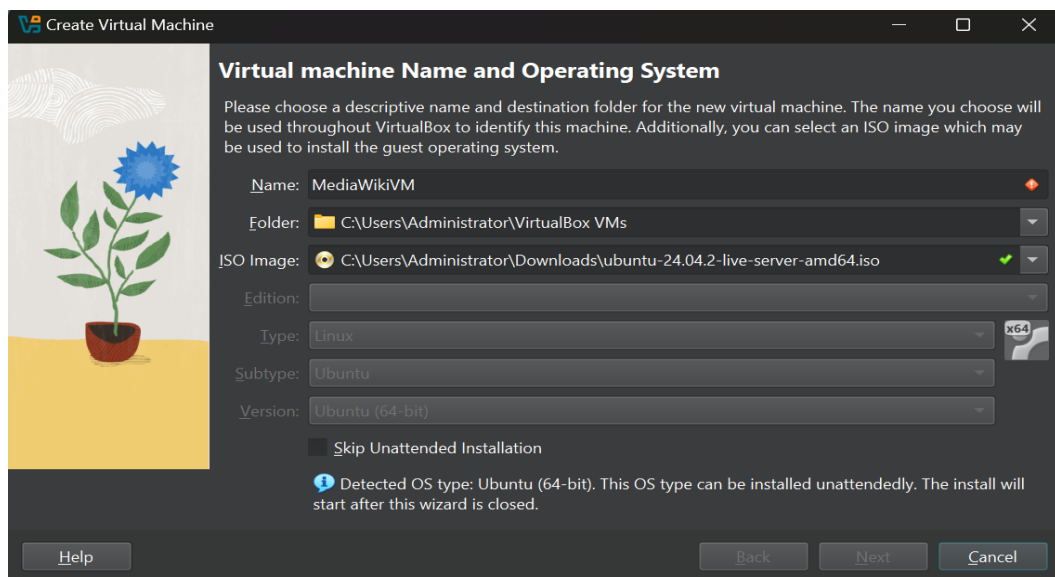 Create Virtual Machine
Virtual machine Name and Operating System
Please choose a descriptive name and destination folder for the new virtual machine. The name you choose will
be used throughout VirtualBox to identify this machine. Additionally, you can select an ISO image which may
be used to install the guest operating system.
Name: MediaWikiVM
Folder: C:\Users\Administrator\VirtualBox VMs
ISO Image: C:\Users\Administrator\Downloads\ubuntu-24.04.2-live-server-amd64.iso
Edition:
Type: Linux
x64
Subtype: Ubuntu
Version: Ubuntu (64-bit)
Skip Unattended Installation
Detected OS type: Ubuntu (64-bit). This OS type can be installed unattendedly. The install will
start after this wizard is closed.
Help Back Next Cancel